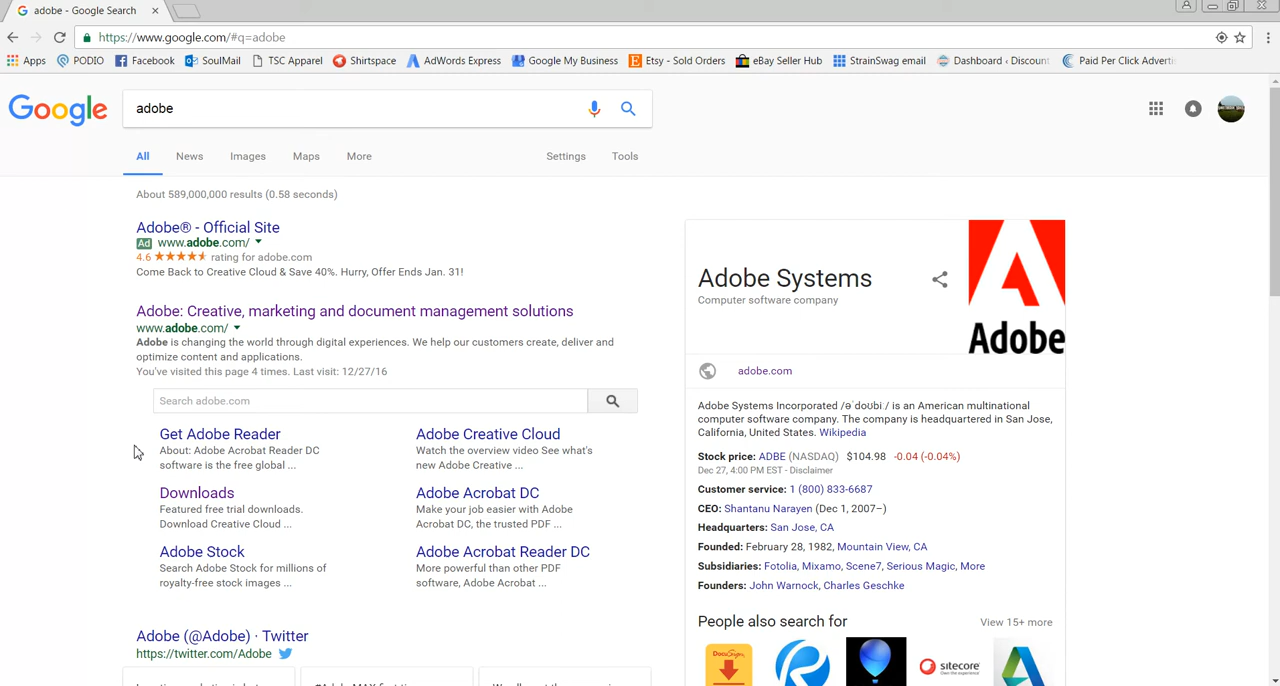 adobe - Google Search
https://www.google.com/#q=adobe
Apps PODIO Facebook SoulMail TSC Apparel Shirtspace AdWords Express Google My Business Etsy - Sold Orders eBay Seller Hub StrainSwag email Dashboard ‹ Discount Paid Per Click Adverti
Google
adobe
All News Images Maps More Settings Tools
About 589,000,000 results (0.58 seconds)
Adobe® - Official Site
Ad www.adobe.com/
4.6 rating for adobe.com
Come Back to Creative Cloud & Save 40%. Hurry, Offer Ends Jan. 31!
Adobe: Creative, marketing and document management solutions
www.adobe.com/
Adobe is changing the world through digital experiences. We help our customers create, deliver and
optimize content and applications.
You've visited this page 4 times. Last visit: 12/27/16
Search adobe.com
Get Adobe Reader
About: Adobe Acrobat Reader DC
software is the free global ...
Adobe Creative Cloud
Watch the overview video See what's
new Adobe Creative ...
Downloads
Featured free trial downloads.
Download Creative Cloud ...
Adobe Acrobat DC
Make your job easier with Adobe
Acrobat DC, the trusted PDF ...
Adobe Stock
Search Adobe Stock for millions of
royalty-free stock images ...
Adobe Acrobat Reader DC
More powerful than other PDF
software, Adobe Acrobat ...
Adobe (@Adobe) · Twitter
https://twitter.com/Adobe
Adobe Systems
Computer software company
Adobe
adobe.com
Adobe Systems Incorporated /əˈdoʊbiː/ is an American multinational
computer software company. The company is headquartered in San Jose,
California, United States. Wikipedia
Stock price: ADBE (NASDAQ) $104.98 -0.04 (-0.04%)
Dec 27, 4:00 PM EST - Disclaimer
Customer service: 1 (800) 833-6687
CEO: Shantanu Narayen (Dec 1, 2007–)
Headquarters: San Jose, CA
Founded: February 28, 1982, Mountain View, CA
Subsidiaries: Fotolia, Mixamo, Scene7, Serious Magic, More
Founders: John Warnock, Charles Geschke
People also search for View 15+ more
DocuSign
sitecore